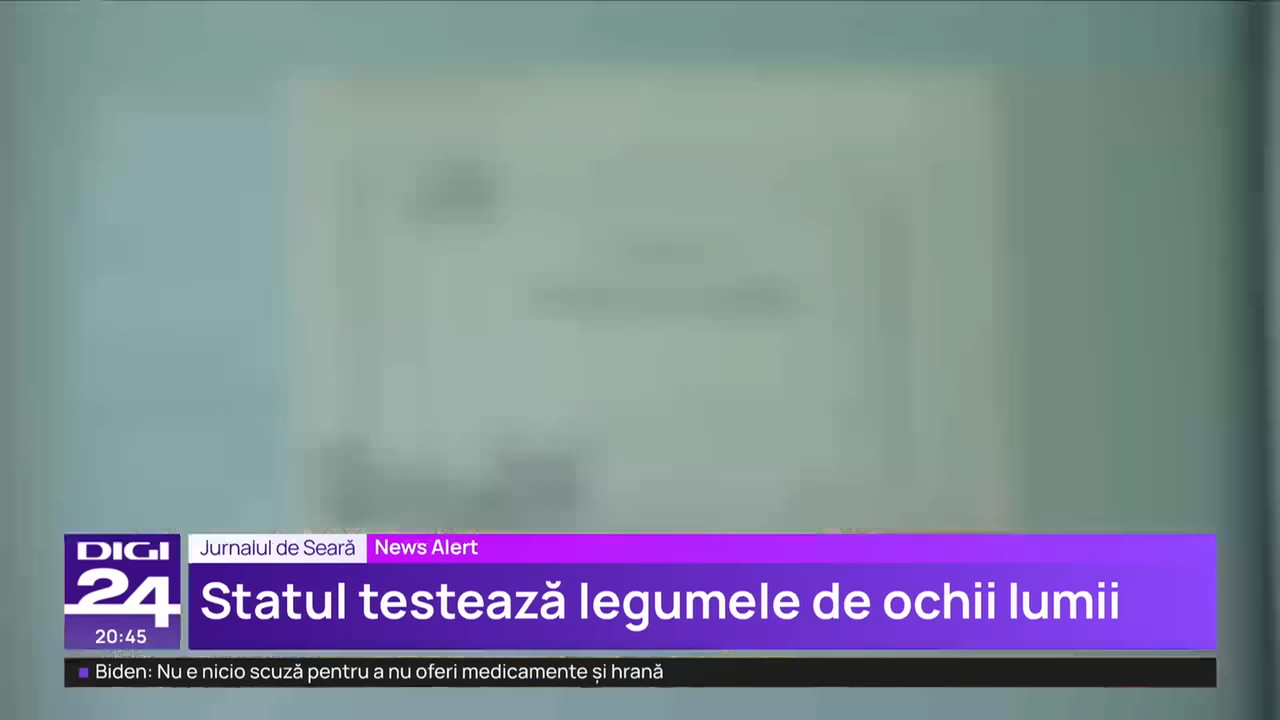 Jurnalul de Seară News Alert
DIGI
24
Statul testează legumele de ochii lumii
20:45
Biden: Nu e nicio scuză pentru a nu oferi medicamente și hrană